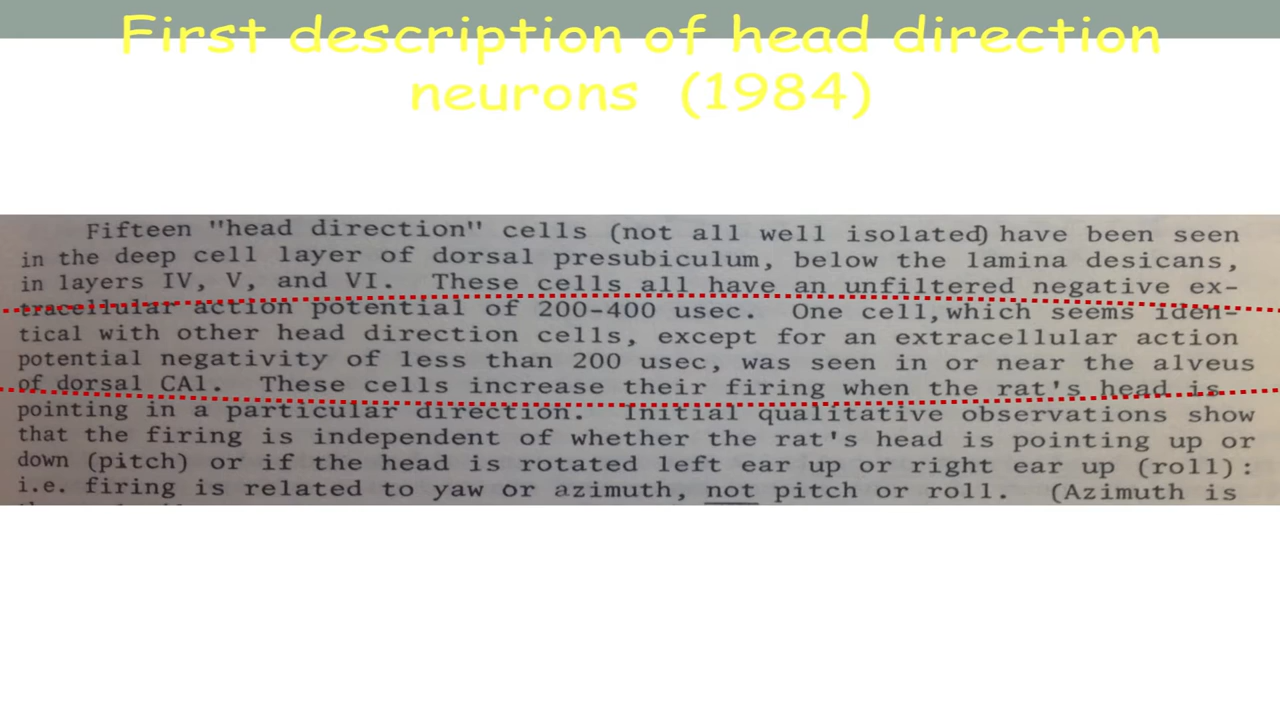 First description of head direction
neurons (1984)
Fifteen "head direction" cells (not all well isolated) have been seen
in the deep cell layer of dorsal presubiculum, below the lamina desicans,
in layers IV, V, and VI. These cells all have an unfiltered negative ex-
tracellular action potential of 200-400 usec. One cell, which seems iden-
tical with other head direction cells, except for an extracellular action
potential negativity of less than 200 usec, was seen in or near the alveus
of dorsal CA1. These cells increase their firing when the rat's head is
pointing in a particular direction. Initial qualitative observations show
that the firing is independent of whether the rat's head is pointing up or
down (pitch) or if the head is rotated left ear up or right ear up (roll):
i.e. firing is related to yaw or azimuth, not pitch or roll. (Azimuth is